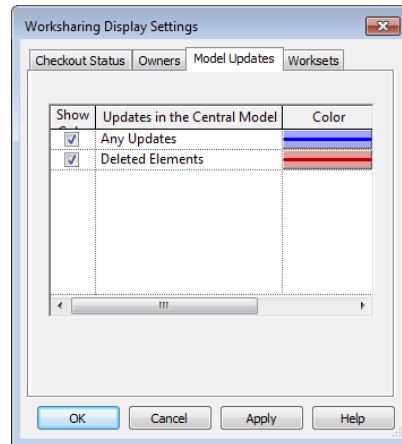 Worksharing Display Settings
Checkout Status Owners Model Updates Worksets
Show Updates in the Central Model Color
Any Updates
Deleted Elements
OK Cancel Apply Help